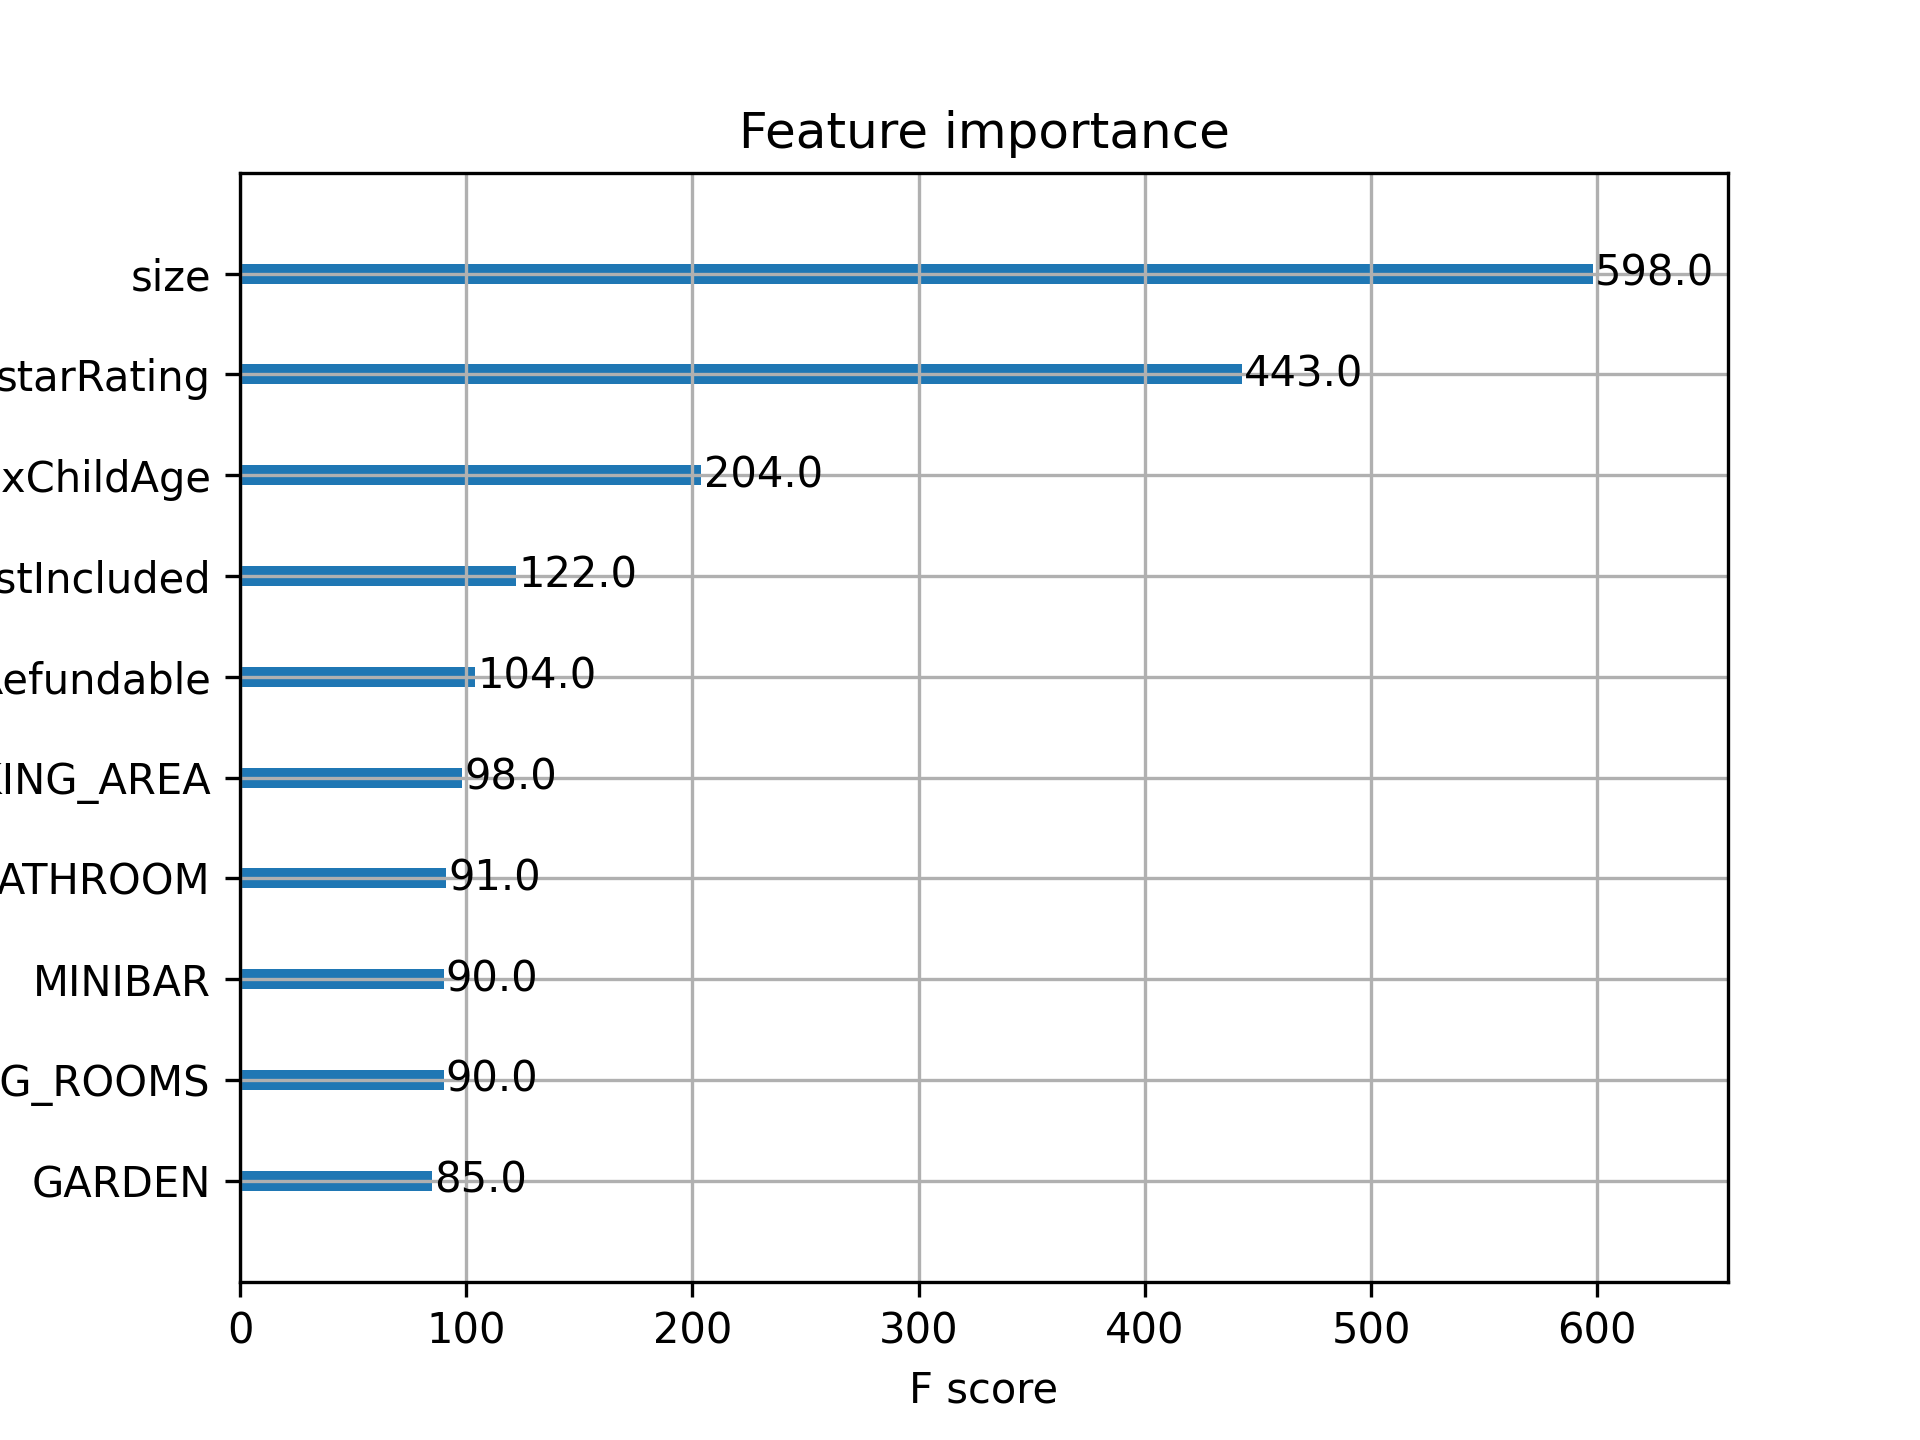 Feature importance
size 598.0
starRating 443.0
xChildAge 204.0
stIncluded 122.0
efundable 104.0
ING_AREA 98.0
ATHROOM 91.0
MINIBAR 90.0
G_ROOMS 90.0
GARDEN 85.0
0 100 200 300 400 500 600
F score